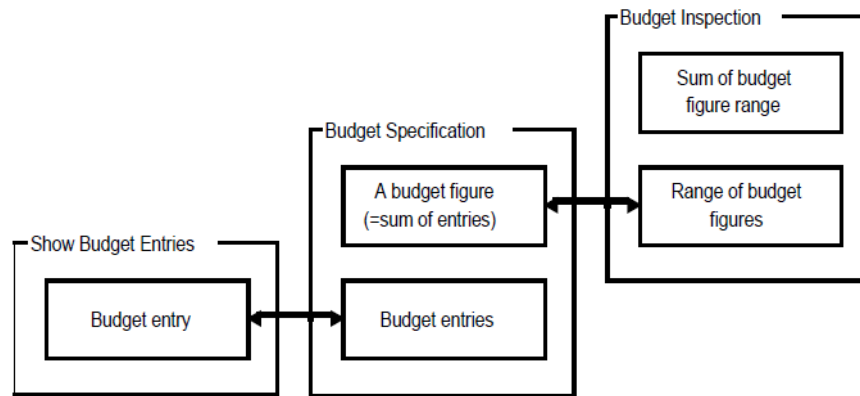 Budget Inspection
Sum of budget
figure range
Budget Specification
A budget figure
(=sum of entries)
Range of budget
figures
Show Budget Entries
Budget entry
Budget entries